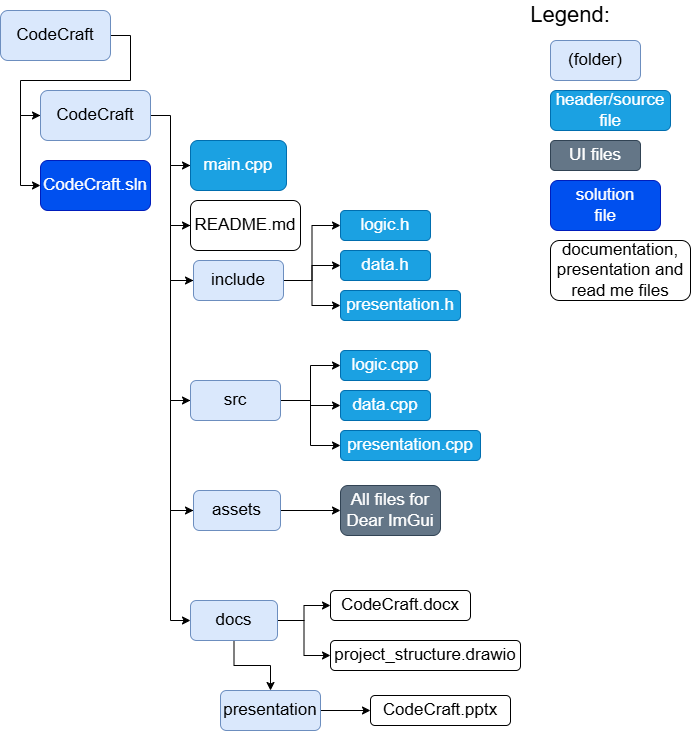 Legend:
CodeCraft
(folder)
header/source
file
CodeCraft
main.cpp
UI files
CodeCraft.sln
solution
file
README.md
logic.h
documentation,
presentation and
read me files
data.h
include
presentation.h
logic.cpp
src
data.cpp
presentation.cpp
assets
All files for
Dear ImGui
docs
CodeCraft.docx
project_structure.drawio
presentation
CodeCraft.pptx